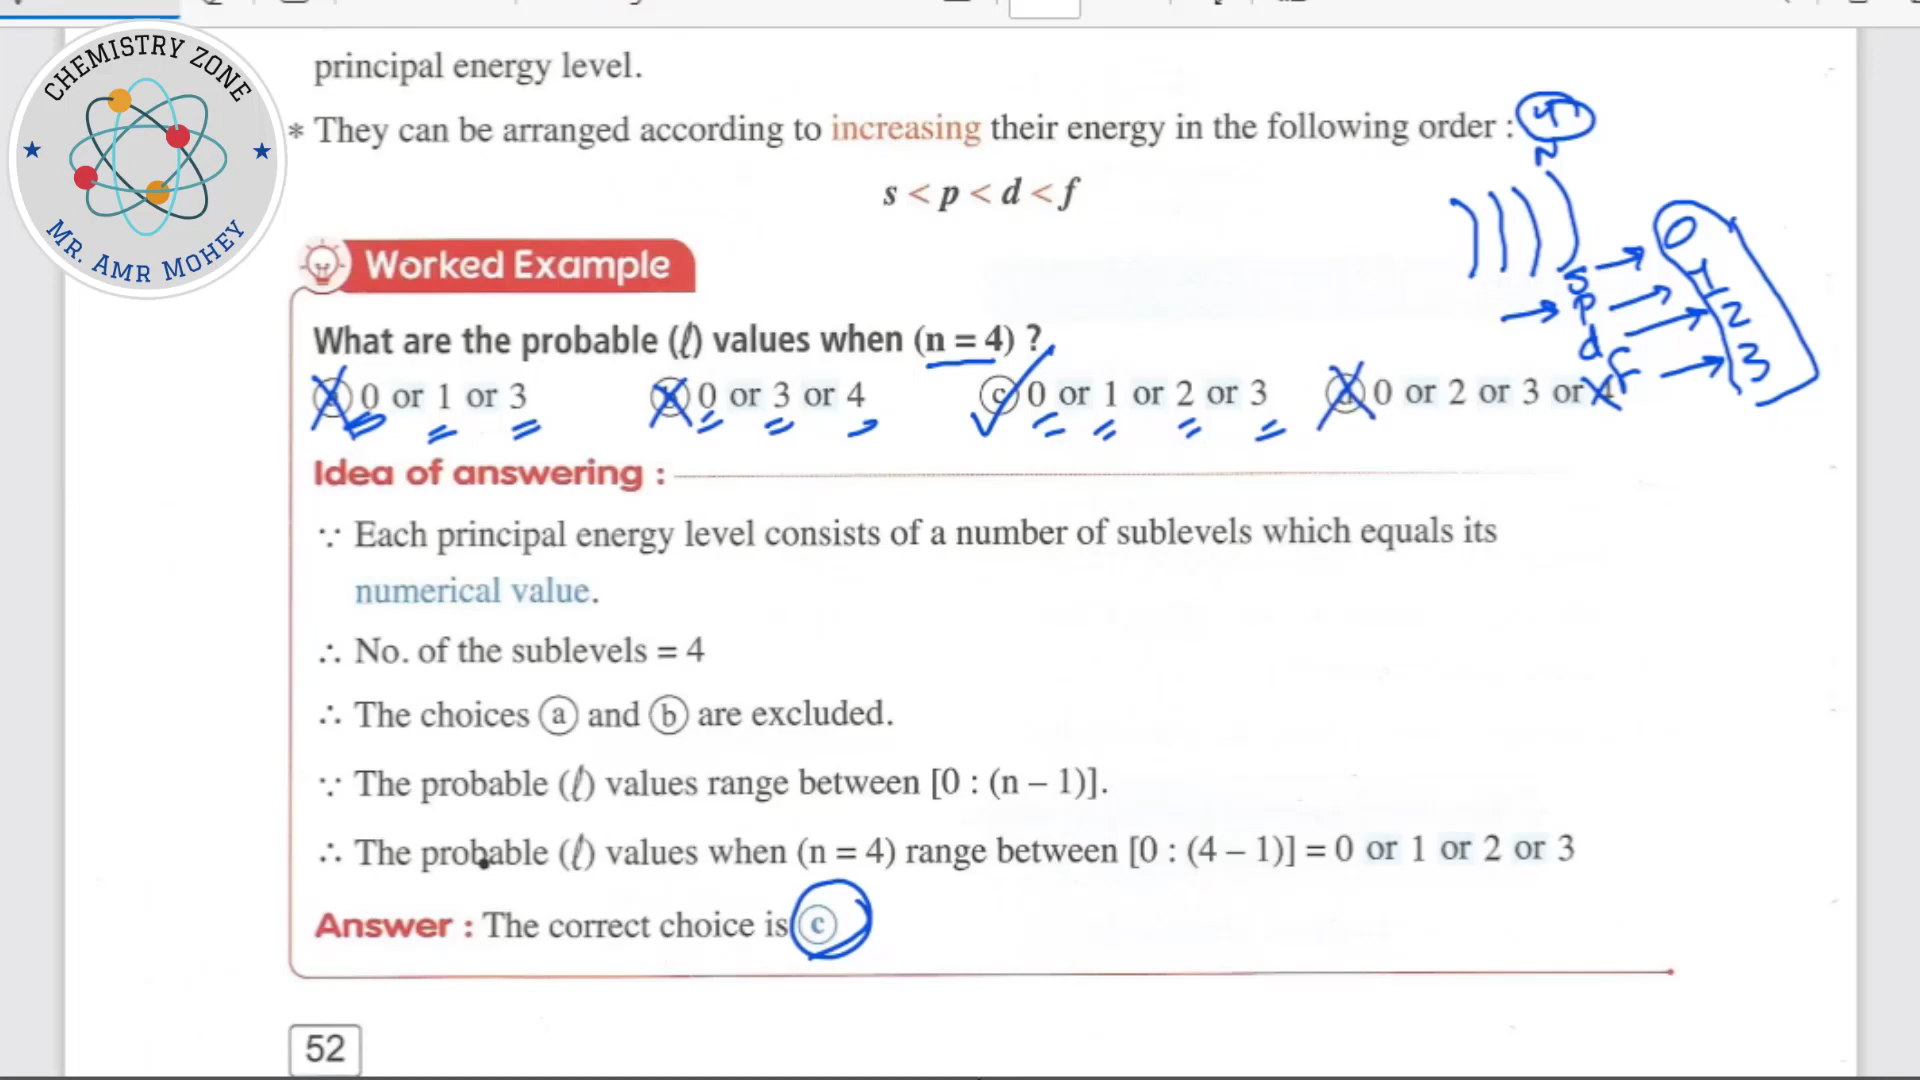 CHEMISTRY ZONE
MR. AMR MOHEY
principal energy level.
* They can be arranged according to increasing their energy in the following order :
4
n
s < p < d < f
s → 0
p → 1
d → 2
f → 3
Worked Example
What are the probable (ℓ) values when (n = 4) ?
ⓐ 0 or 1 or 3 ⓑ 0 or 3 or 4 ⓒ 0 or 1 or 2 or 3 ⓓ 0 or 2 or 3 or 4
Idea of answering :
∵ Each principal energy level consists of a number of sublevels which equals its
numerical value.
∴ No. of the sublevels = 4
∴ The choices ⓐ and ⓑ are excluded.
∵ The probable (ℓ) values range between [0 : (n – 1)].
∴ The probable (ℓ) values when (n = 4) range between [0 : (4 – 1)] = 0 or 1 or 2 or 3
Answer : The correct choice is ⓒ
52